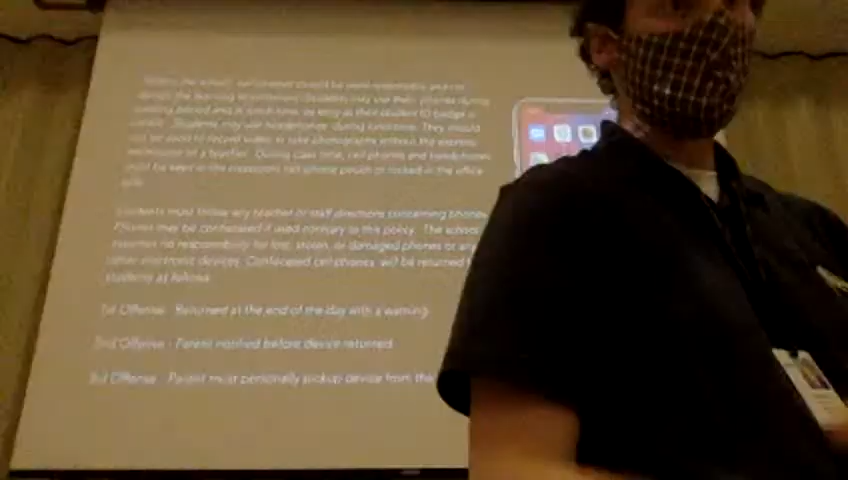 the school, cell phones should be used responsibly and not
disrupt the learning environment. Students may use their phones during
passing period and in lunch time, as long as their student ID badge is
visible. Students may use headphones during lunchtime. They should
not be used to record video or take photographs without the express
permission of a teacher. During class time, cell phones and headphones
must be kept in the classroom cell phone pouch or locked in the office
safe.
Students must follow any teacher or staff directions concerning phones.
Phones may be confiscated if used contrary to this policy. The school
assumes no responsibility for lost, stolen, or damaged phones or any
other electronic devices. Confiscated cell phones will be returned
students as follows:
1st Offense - Returned at the end of the day with a warning.
2nd Offense - Parent notified before device returned.
3rd Offense - Parent must personally pickup device from the